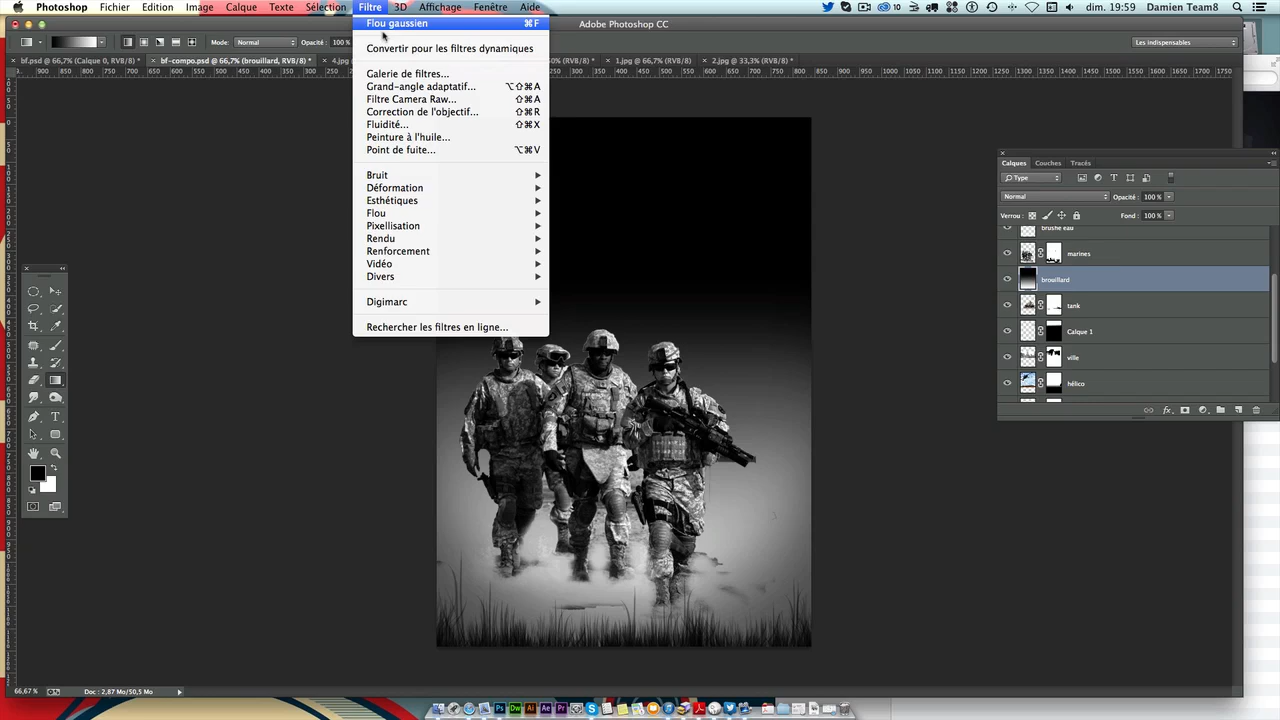 Photoshop Fichier Edition Image Calque Texte Sélection Filtre 3D Affichage Fenêtre Aide dim. 19:59 Damien Team8
Adobe Photoshop CC
Mode: Normal Opacité: 100 % Les indispensables
bf.psd @ 66,7% (Calque 0, RVB/8) * bf-compo.psd @ 66,7% (brouillard, RVB/8) * 1.jpg @ 66,7% (RVB/8) 2.jpg @ 33,3% (RVB/8) *
Flou gaussien ⌘F
Convertir pour les filtres dynamiques
Galerie de filtres...
Grand-angle adaptatif... ⌥⇧⌘A
Filtre Camera Raw... ⇧⌘A
Correction de l'objectif... ⇧⌘R
Fluidité... ⇧⌘X
Peinture à l'huile...
Point de fuite... ⌥⌘V
Bruit
Déformation
Esthétiques
Flou
Pixellisation
Rendu
Renforcement
Vidéo
Divers
Digimarc
Rechercher les filtres en ligne...
Calques Couches Tracés
Type
Normal Opacité : 100 %
Verrou : Fond : 100 %
brushe eau
marines
brouillard
tank
Calque 1
ville
hélico
66,67 % Doc : 2,87 Mo/50,5 Mo